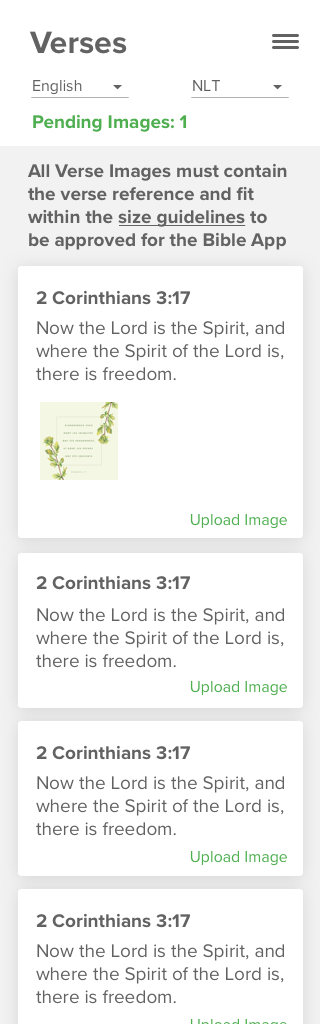 Verses
English
NLT
Pending Images: 1
All Verse Images must contain
the verse reference and fit
within the size guidelines to
be approved for the Bible App
2 Corinthians 3:17
Now the Lord is the Spirit, and
where the Spirit of the Lord is,
there is freedom.
Upload Image
2 Corinthians 3:17
Now the Lord is the Spirit, and
where the Spirit of the Lord is,
there is freedom.
Upload Image
2 Corinthians 3:17
Now the Lord is the Spirit, and
where the Spirit of the Lord is,
there is freedom.
Upload Image
2 Corinthians 3:17
Now the Lord is the Spirit, and
where the Spirit of the Lord is,
there is freedom.
Upload Image